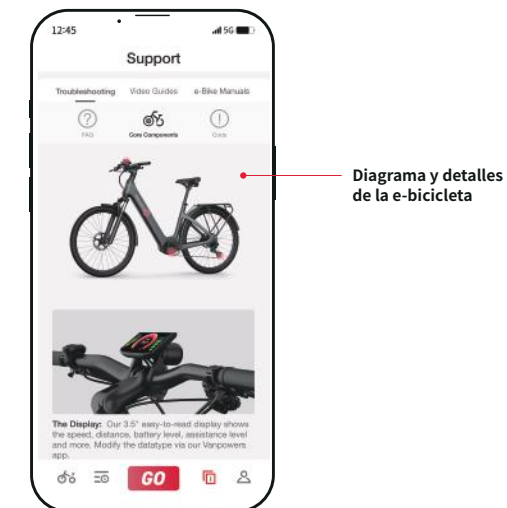 12:45
5G
Support
Troubleshooting Video Guides e-Bike Manuals
FAQ Core Components Code
Diagrama y detalles
de la e-bicicleta
The Display: Our 3.5" easy-to-read display shows
the speed, distance, battery level, assistance level
and more. Modify the datatype via our Vanpowers
app.
GO